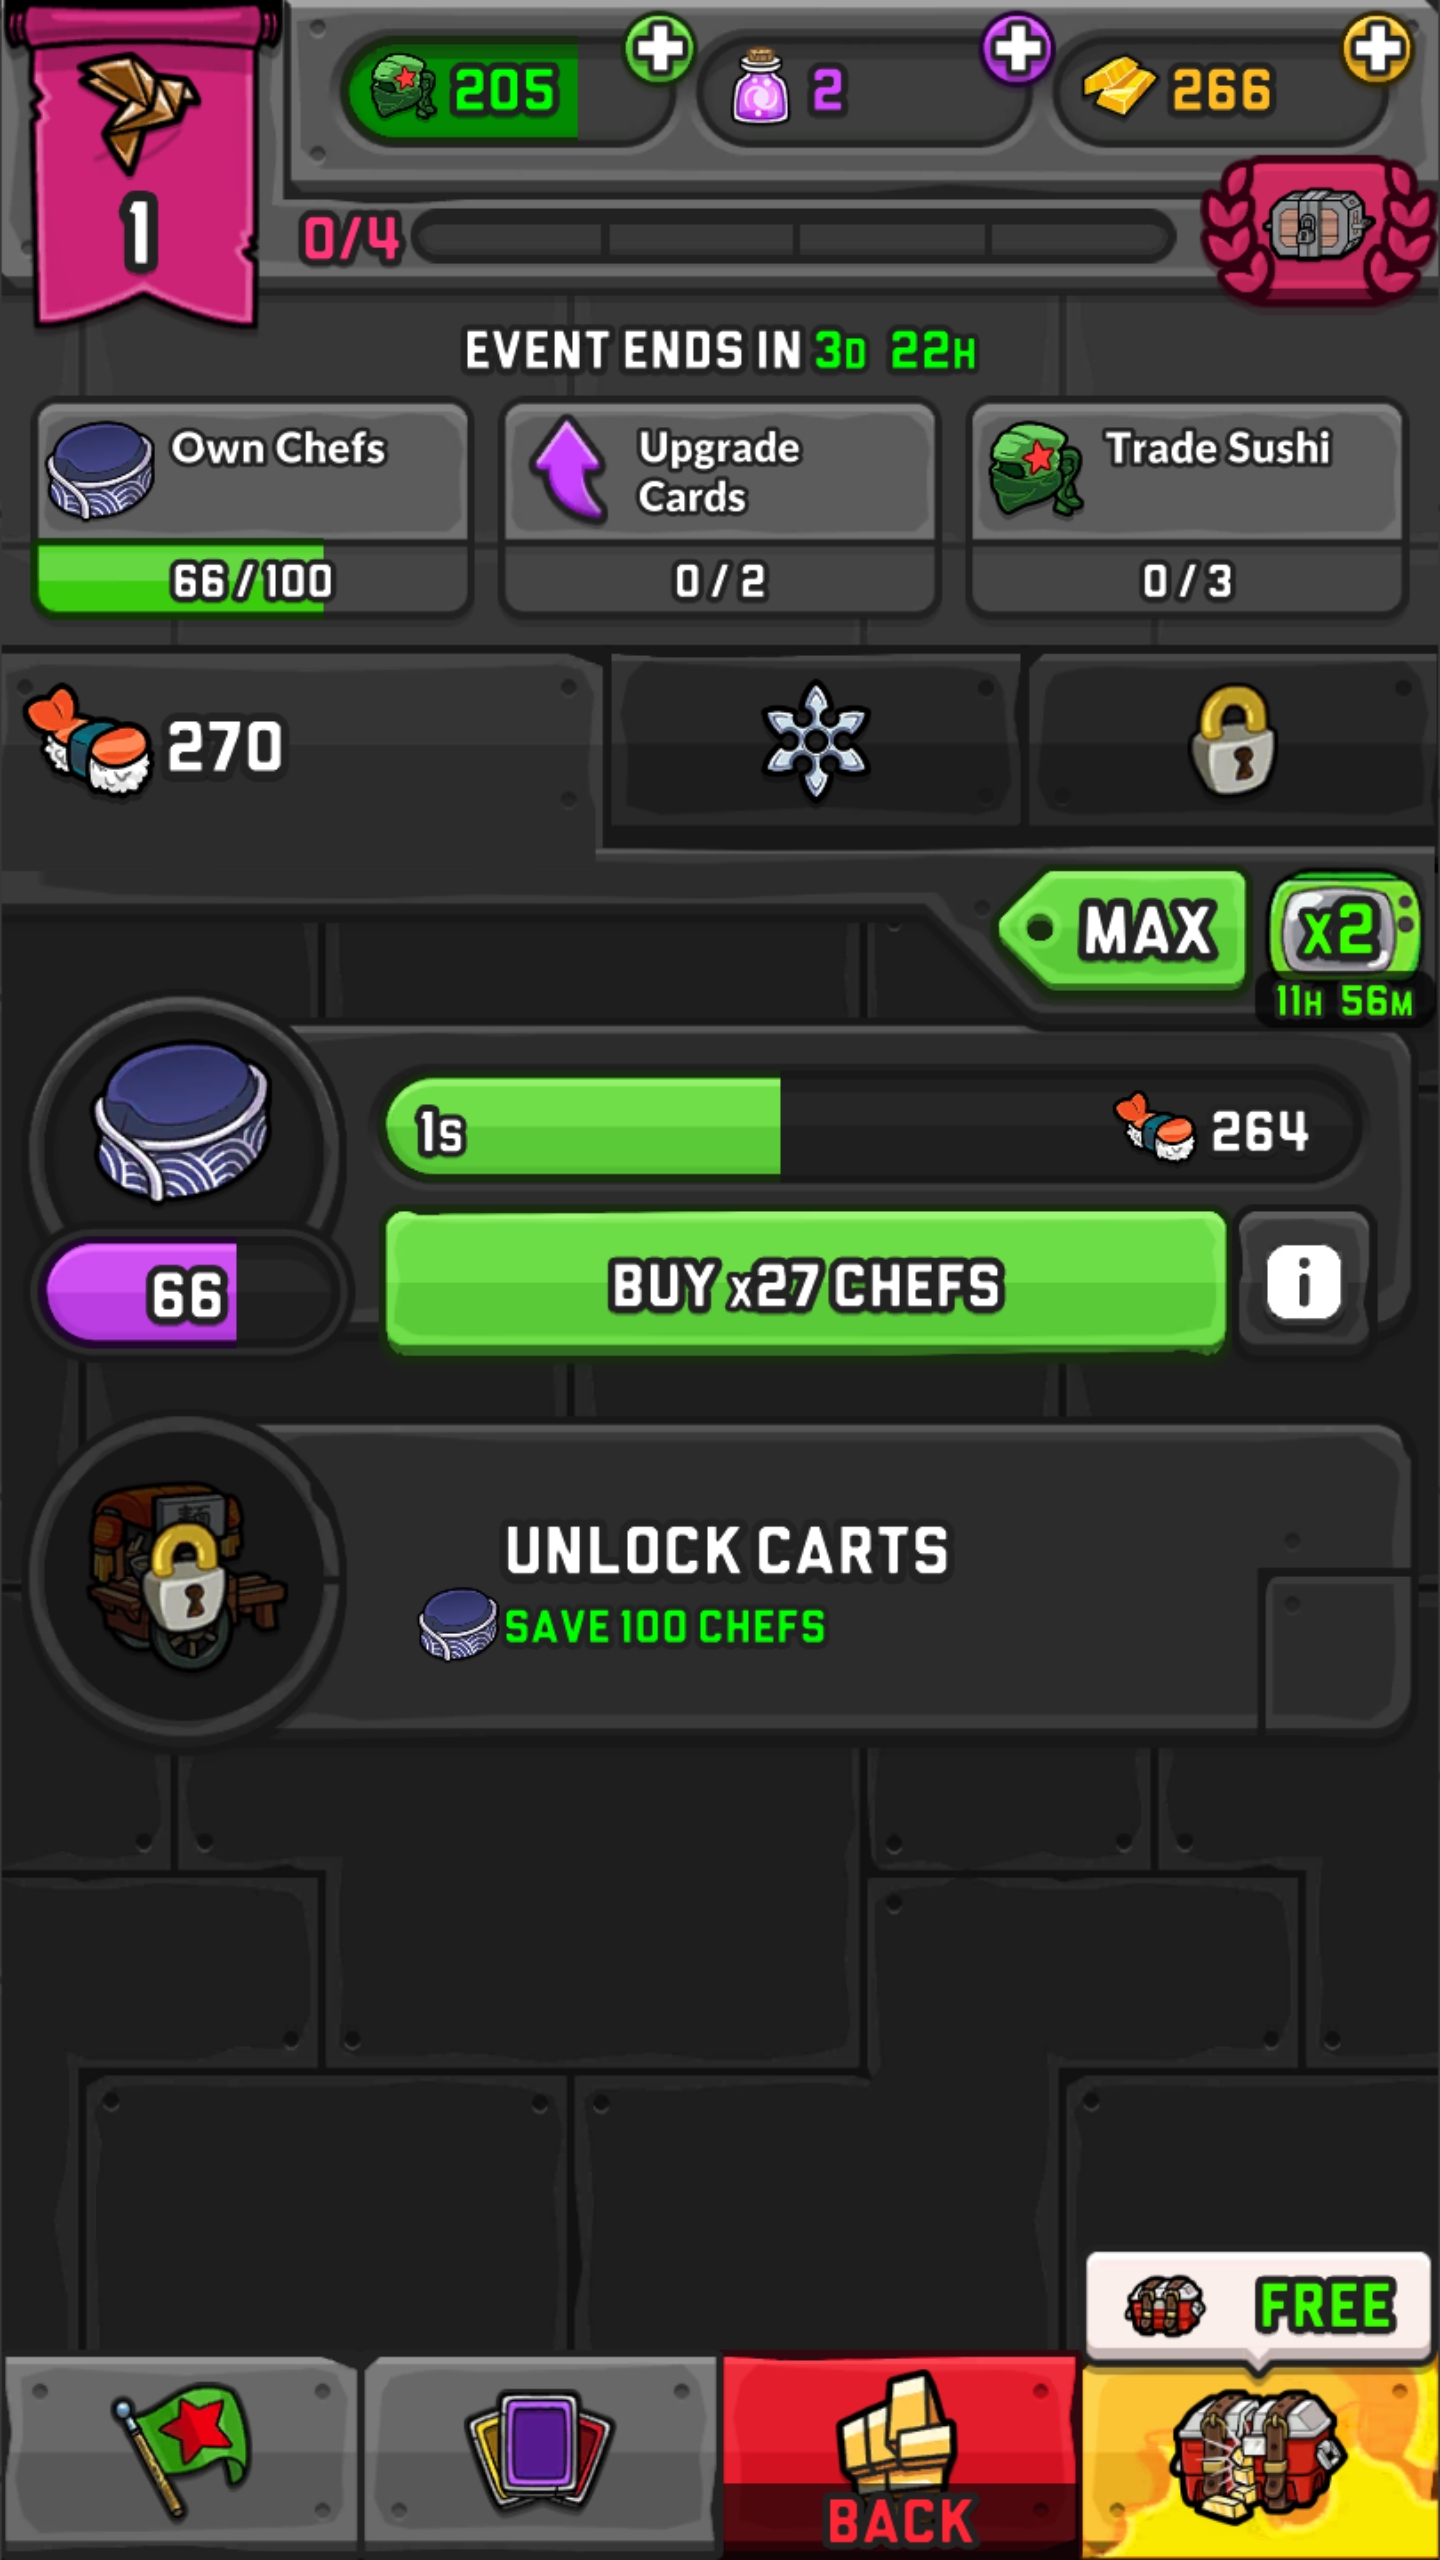 205
2
266
1
0/4
EVENT ENDS IN 3D 22H
Own Chefs
66/100
Upgrade
Cards
0/2
Trade Sushi
0/3
270
MAX
x2
11H 56M
1s
264
66
BUY x27 CHEFS
i
UNLOCK CARTS
SAVE 100 CHEFS
FREE
BACK